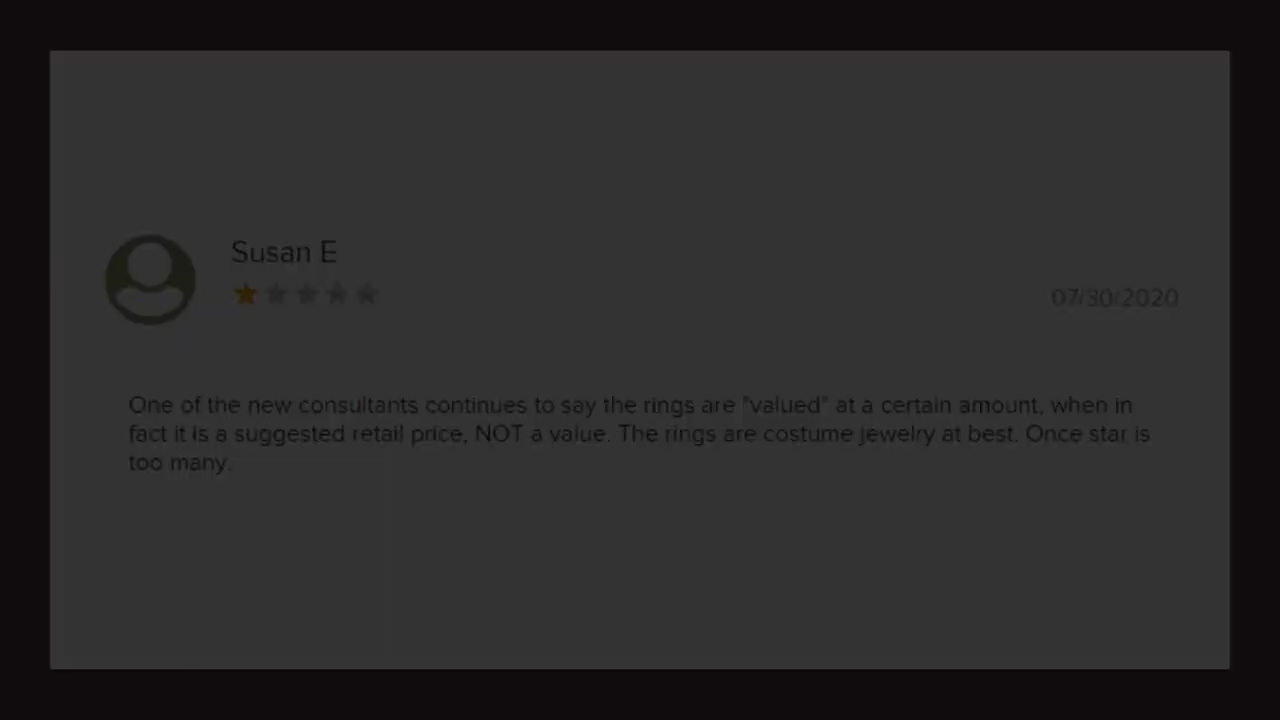 Susan E
07/30/2020
One of the new consultants continues to say the rings are "valued" at a certain amount, when in
fact it is a suggested retail price, NOT a value. The rings are costume jewelry at best. Once star is
too many.